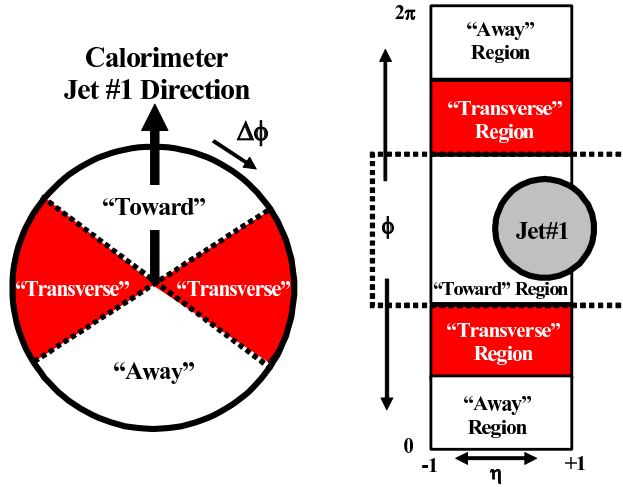 Calorimeter
Jet #1 Direction
Δϕ
“Toward”
“Transverse” “Transverse”
“Away”
2π
“Away”
Region
“Transverse”
Region
ϕ
Jet#1
“Toward” Region
“Transverse”
Region
“Away”
Region
0
-1 η +1